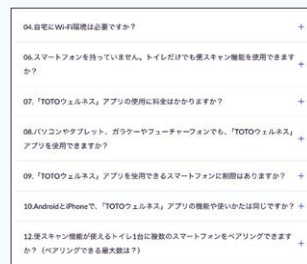 04.自宅にWi-Fi環境は必要ですか？
+
06.スマートフォンを持っていません。トイレだけでも便スキャン機能を使用できます
か？
+
07.「TOTOウェルネス」アプリの使用に料金はかかりますか？
+
08.パソコンやタブレット、ガラケーやフューチャーフォンでも、「TOTOウェルネス」
アプリを使用できますか？
+
09.「TOTOウェルネス」アプリを使用できるスマートフォンに制限はありますか？
+
10.AndroidとiPhoneで、「TOTOウェルネス」アプリの機能や使いかたは同じですか？
+
12.便スキャン機能が使えるトイレ1台に複数のスマートフォンをペアリングできます
か？（ペアリングできる最大数は？）
+